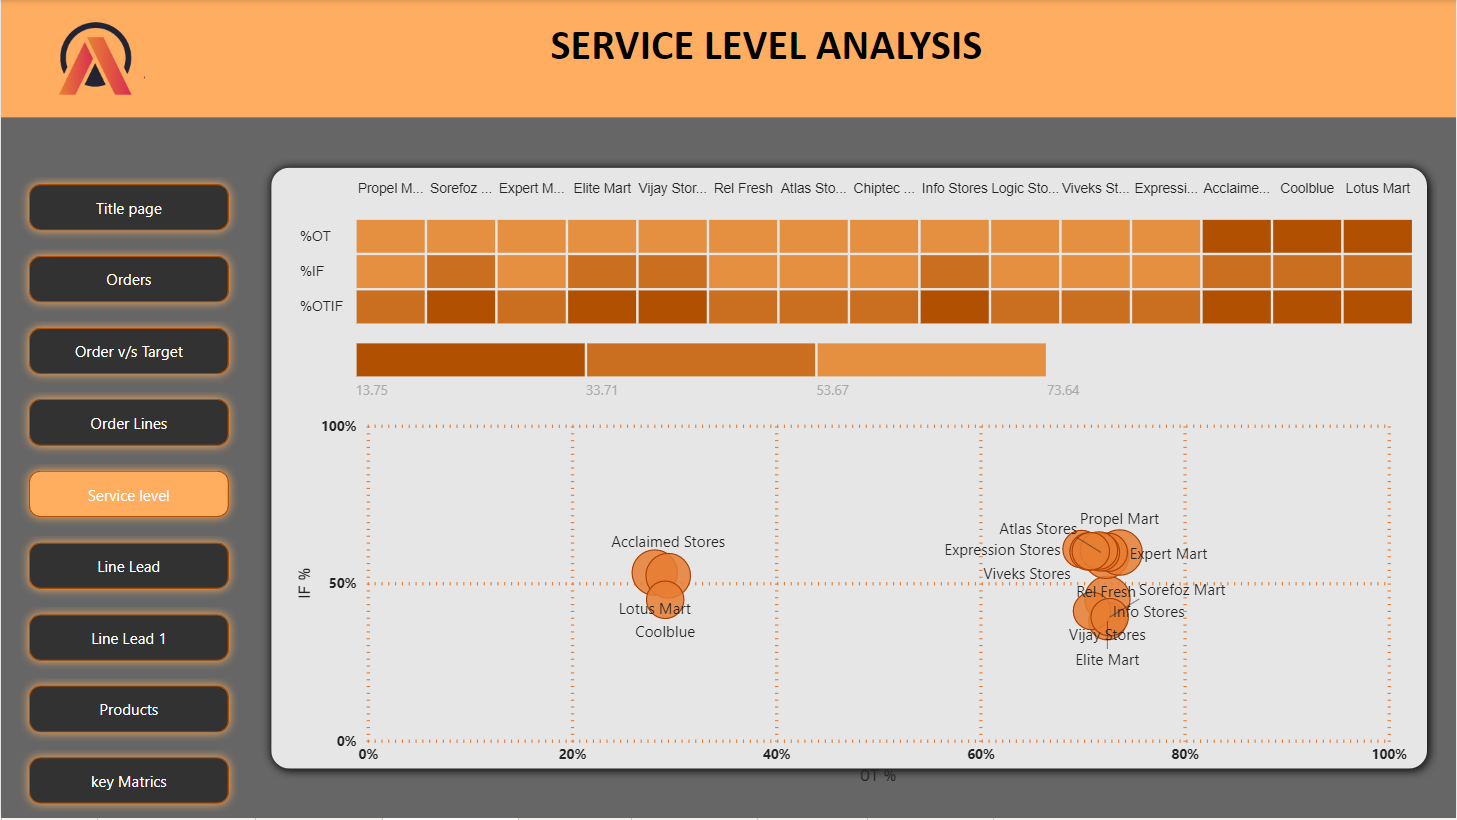 SERVICE LEVEL ANALYSIS
Title page
Orders
Order v/s Target
Order Lines
Service level
Line Lead
Line Lead 1
Products
key Matrics
Propel M... Sorefoz ... Expert M... Elite Mart Vijay Stor... Rel Fresh Atlas Sto... Chiptec ... Info Stores Logic Sto... Viveks St... Expressi... Acclaime... Coolblue Lotus Mart
%OT
%IF
%OTIF
13.75 33.71 53.67 73.64
100%
Propel Mart
Atlas Stores
Acclaimed Stores
Expression Stores
Expert Mart
Viveks Stores
50%
IF %
Rel Fresh
Sorefoz Mart
Lotus Mart
Info Stores
Coolblue
Vijay Stores
Elite Mart
0%
0% 20% 40% 60% 80% 100%
OT %